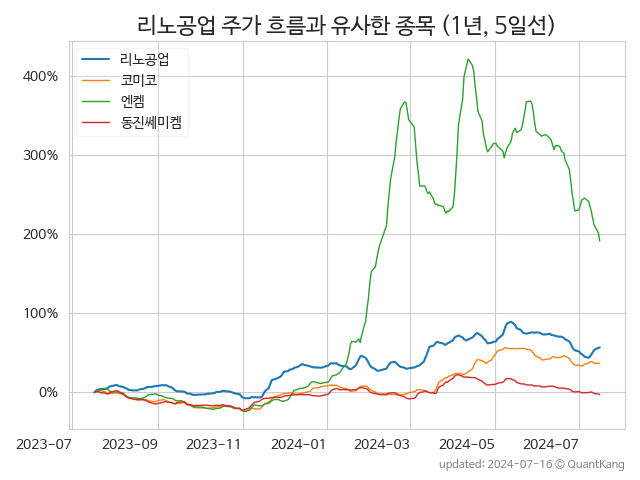 리노공업 주가 흐름과 유사한 종목 (1년, 5일선)
리노공업
코미코
엔켐
동진쎄미켐
400%
300%
200%
100%
0%
2023-07 2023-09 2023-11 2024-01 2024-03 2024-05 2024-07
updated: 2024-07-16 © QuantKang